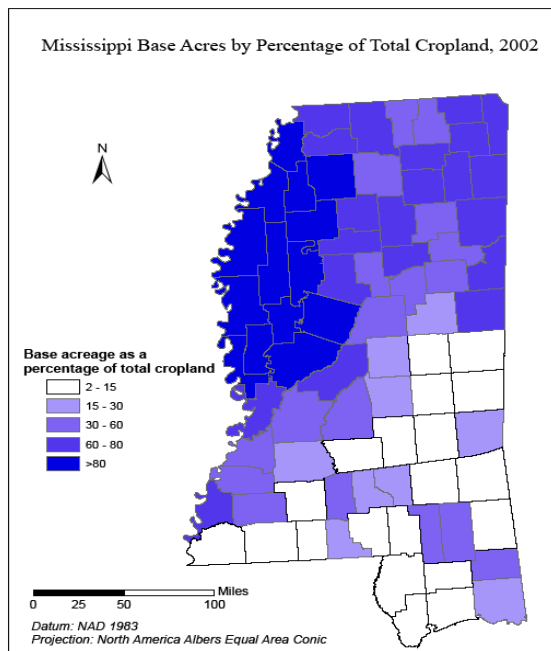 Mississippi Base Acres by Percentage of Total Cropland, 2002
N
Base acreage as a
percentage of total cropland
2 - 15
15 - 30
30 - 60
60 - 80
>80
Miles
0 25 50 100
Datum: NAD 1983
Projection: North America Albers Equal Area Conic